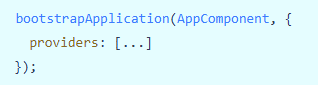 bootstrapApplication(AppComponent, {
  providers: [...]
});